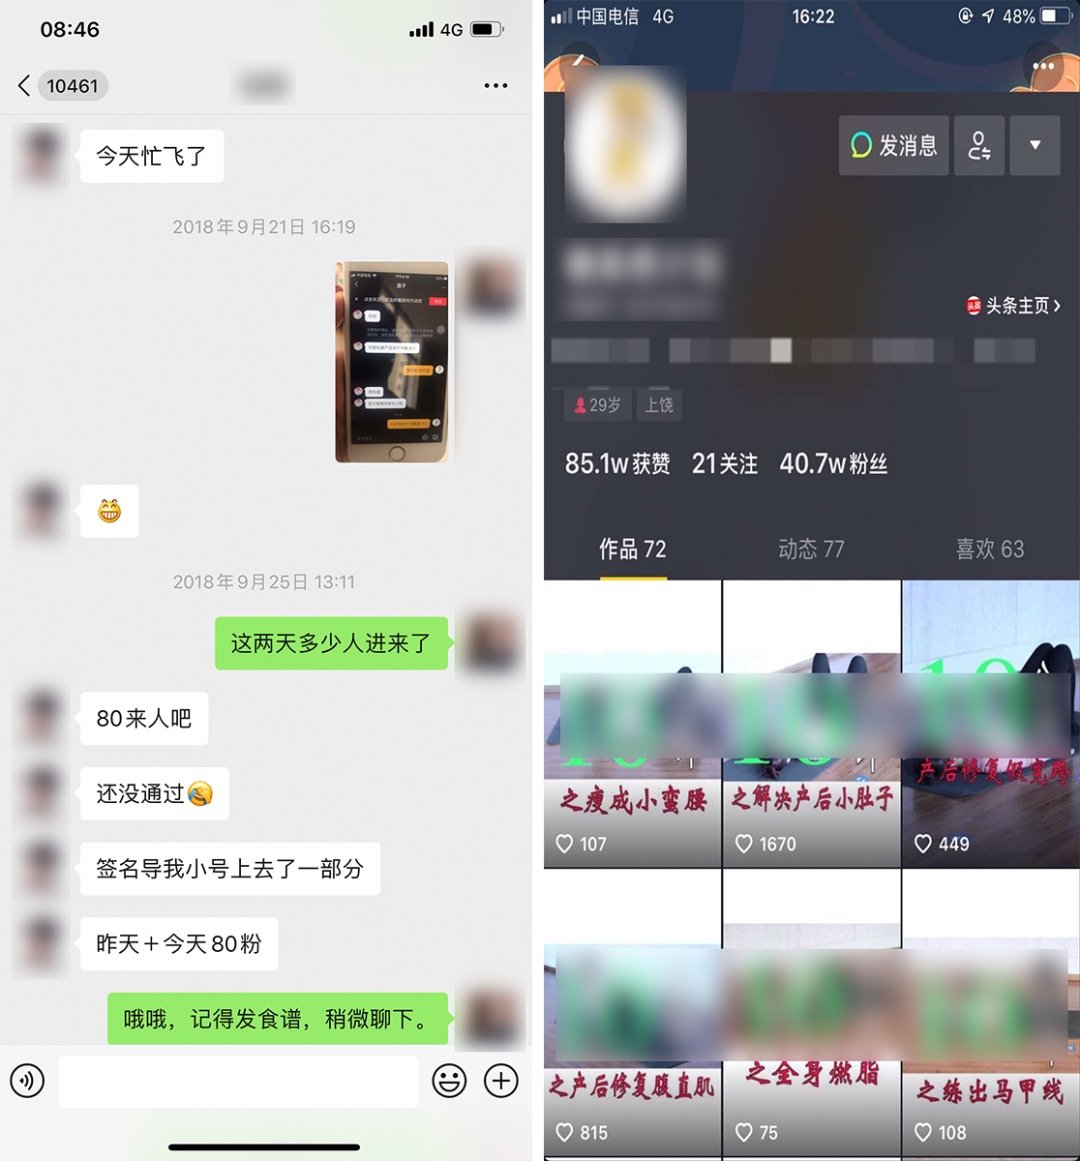 08:46
4G
10461
今天忙飞了
2018年9月21日 16:19
2018年9月25日 13:11
这两天多少人进来了
80来人吧
还没通过
签名导我小号上去了一部分
昨天＋今天80粉
哦哦，记得发食谱，稍微聊下。
中国电信 4G
16:22
48%
发消息
头条
头条主页
29岁
上饶
85.1w获赞 21关注 40.7w粉丝
作品 72
动态 77
喜欢 63
之瘦成小蛮腰
107
之解决产后小肚子
1670
产后修复假宽胯
449
之产后修复腹直肌
815
之全身燃脂
75
之练出马甲线
108